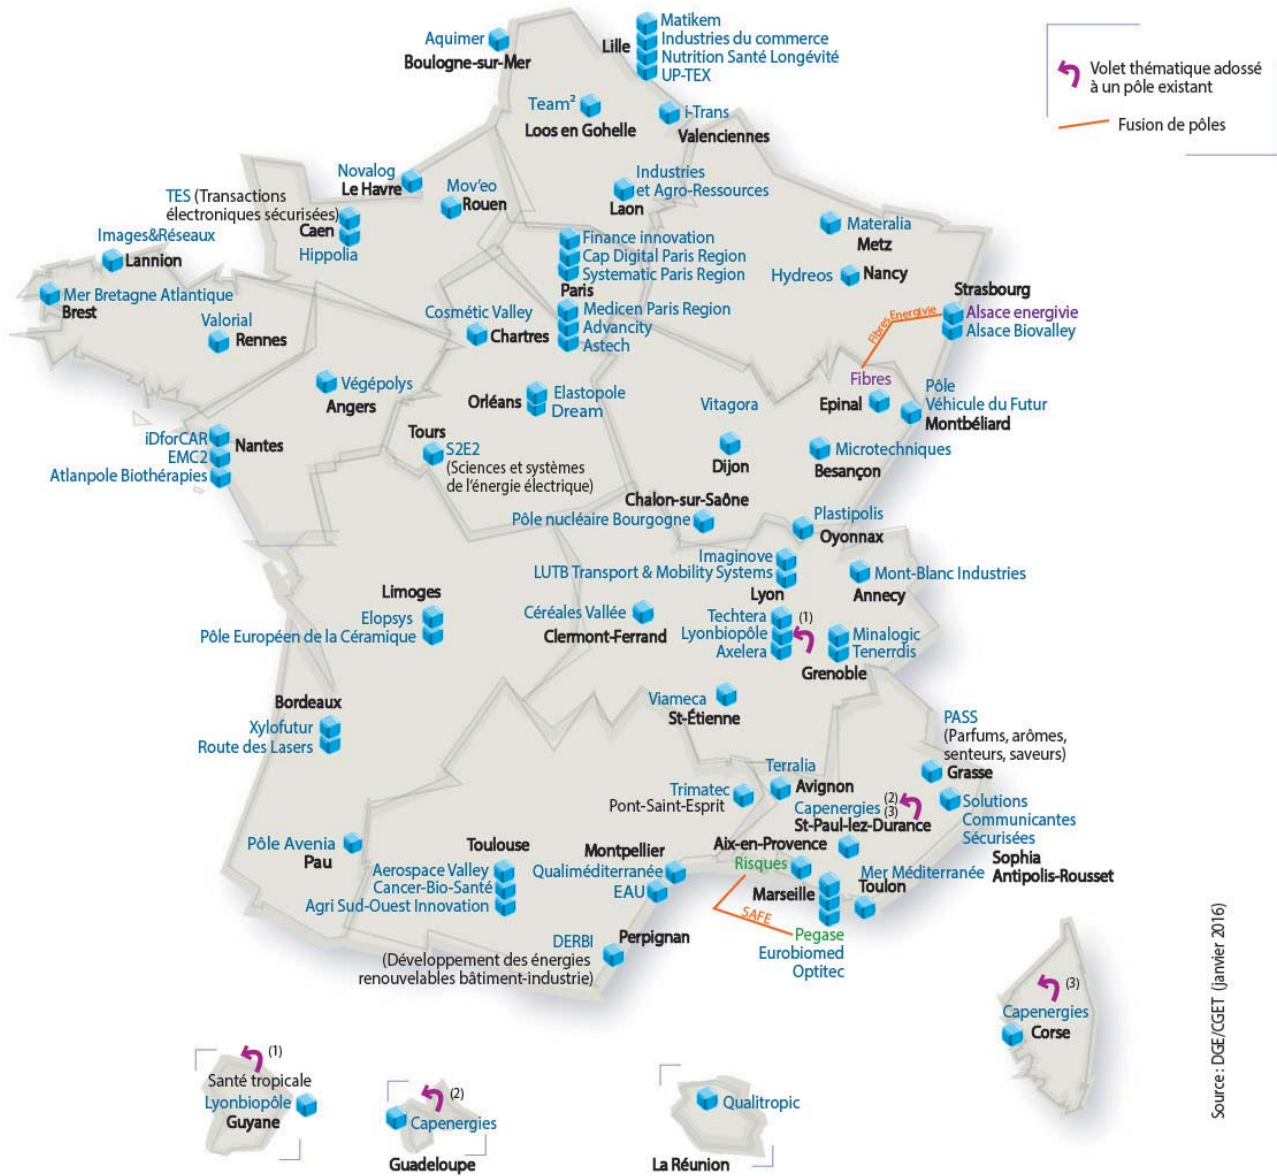 Matikem
Aquimer
Industries du commerce
Lille
Nutrition Santé Longévité
Boulogne-sur-Mer
UP-TEX
Volet thématique adossé
à un pôle existant
Fusion de pôles
Team²
i-Trans
Loos en Gohelle
Valenciennes
Novalog
Le Havre
Mov'eo
Rouen
Industries
et Agro-Ressources
Laon
TES (Transactions
électroniques sécurisées)
Caen
Hippolia
Images&Réseaux
Lannion
Finance innovation
Cap Digital Paris Region
Systematic Paris Region
Paris
Medicen Paris Region
Advancity
Astech
Materalia
Metz
Hydreos
Nancy
Strasbourg
Alsace energivie
Alsace Biovalley
Fibres Energivie
Mer Bretagne Atlantique
Brest
Valorial
Rennes
Cosmétic Valley
Chartres
Végépolys
Angers
Orléans
Elastopole
Dream
Vitagora
Dijon
Fibres
Epinal
Pôle
Véhicule du Futur
Montbéliard
iDforCAR
Nantes
EMC2
Atlanpole Biothérapies
Tours
S2E2
(Sciences et systèmes
de l'énergie électrique)
Microtechniques
Besançon
Chalon-sur-Saône
Pôle nucléaire Bourgogne
Plastipolis
Oyonnax
Imaginove
LUTB Transport & Mobility Systems
Lyon
Mont-Blanc Industries
Annecy
Limoges
Elopsys
Pôle Européen de la Céramique
Céréales Vallée
Clermont-Ferrand
Techtera
(1)
Lyonbiopôle
Axelera
Minalogic
Tenerrdis
Grenoble
Bordeaux
Xylofutur
Route des Lasers
Viameca
St-Étienne
PASS
(Parfums, arômes,
senteurs, saveurs)
Grasse
Terralia
Avignon
Trimatec
Pont-Saint-Esprit
Capenergies
(2)
(3)
St-Paul-lez-Durance
Solutions
Communicantes
Sécurisées
Sophia
Antipolis-Rousset
Pôle Avenia
Pau
Toulouse
Aerospace Valley
Cancer-Bio-Santé
Agri Sud-Ouest Innovation
Montpellier
Qualiméditerranée
EAU
Aix-en-Provence
Risques
Marseille
Mer Méditerranée
Toulon
SAFE
Pegase
Eurobiomed
Optitec
DERBI
Perpignan
(Développement des énergies
renouvelables bâtiment-industrie)
(3)
Capenergies
Corse
Source : DGE/CGET (janvier 2016)
(1)
Santé tropicale
Lyonbiopôle
Guyane
(2)
Capenergies
Guadeloupe
Qualitropic
La Réunion